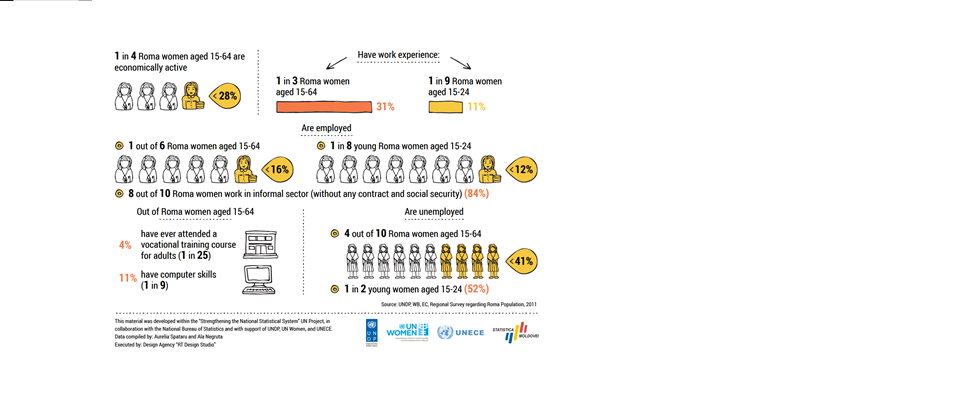 1 in 4 Roma women aged 15-64 are
economically active
28%
Have work experience:
1 in 3 Roma women
aged 15-64
31%
1 in 9 Roma women
aged 15-24
11%
Are employed
1 out of 6 Roma women aged 15-64
16%
1 in 8 young Roma women aged 15-24
12%
8 out of 10 Roma women work in informal sector (without any contract and social security) (84%)
Out of Roma women aged 15-64
4% have ever attended a
vocational training course
for adults (1 in 25)
11% have computer skills
(1 in 9)
Are unemployed
4 out of 10 Roma women aged 15-64
41%
1 in 2 young women aged 15-24 (52%)
Source: UNDP, WB, EC, Regional Survey regarding Roma Population, 2011
This material was developed within the "Strengthening the National Statistical System" UN Project, in
collaboration with the National Bureau of Statistics and with support of UNDP, UN Women, and UNECE.
Data compiled by: Aurelia Spataru and Ala Negruta
Executed by: Design Agency "RT Design Studio"
UN
DP
UN
WOMEN
UNECE
STATISTICA
MOLDOVEI